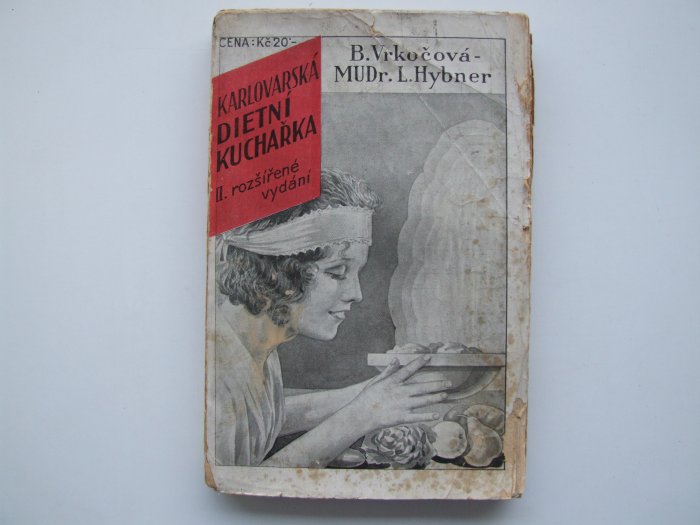 CENA: Kč 20·-
B. Vrkočová-
MUDr. L. Hybner
KARLOVARSKÁ
DIETNÍ
KUCHAŘKA
II. rozšířené
vydání